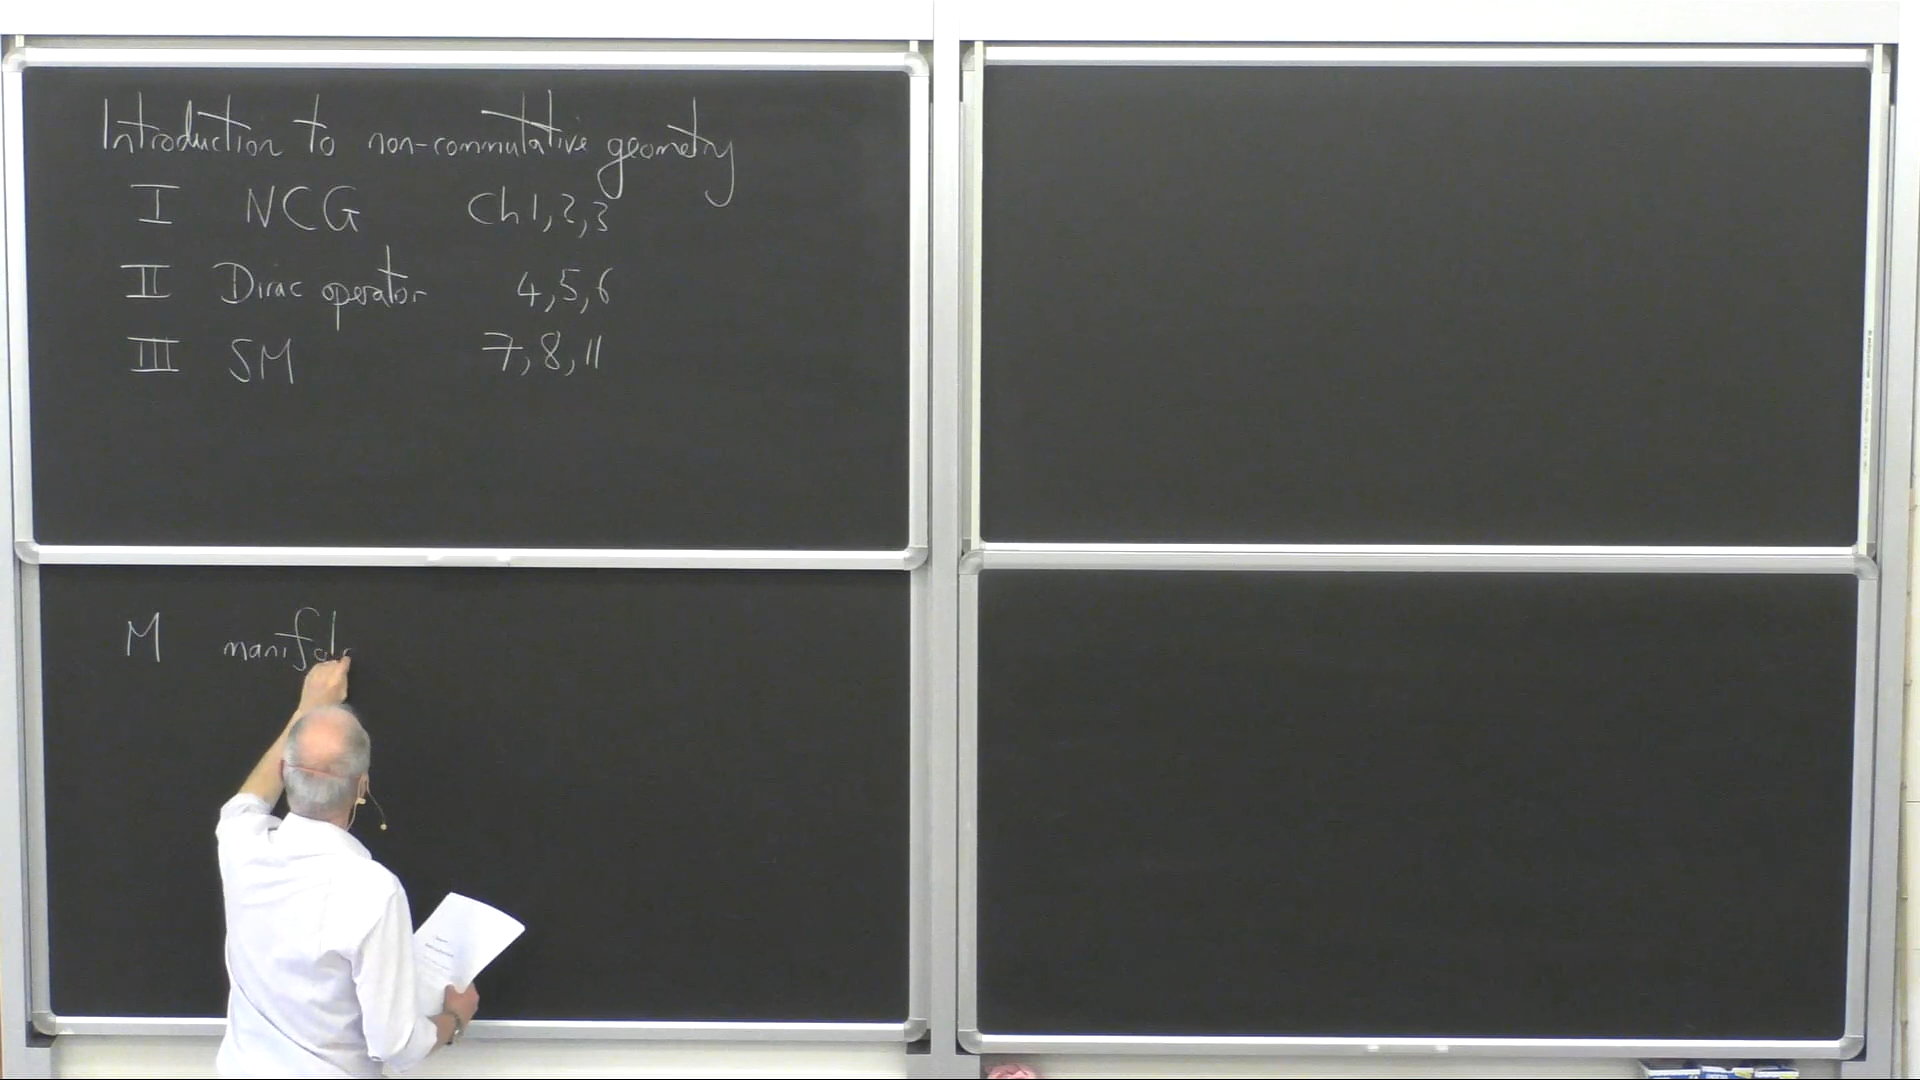 Introduction to non-commutative geometry
I NCG Ch 1, 2, 3
II Dirac operator 4, 5, 6
III SM 7, 8, 11
M manifold